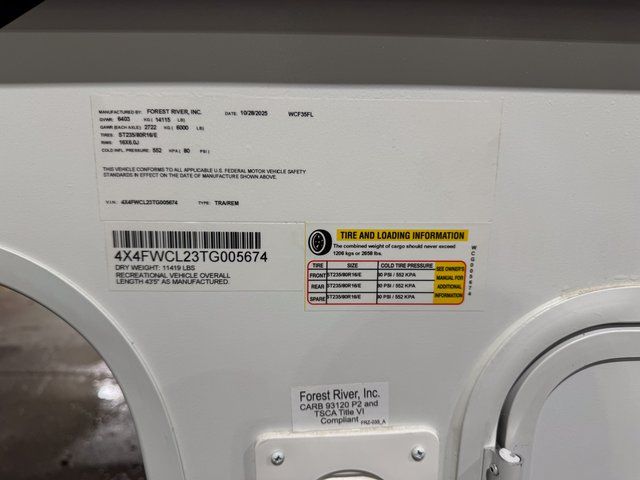 MANUFACTURED BY: FOREST RIVER, INC. DATE: 10/28/2025 WCF35FL
GVWR: 6403 KG ( 14115 LB)
GAWR (EACH AXLE) 2722 KG ( 6000 LB)
TIRES: ST235/80R16/E
RIMS: 16X6.0J
COLD INFL. PRESSURE: 552 KPA ( 80 PSI )
THIS VEHICLE CONFORMS TO ALL APPLICABLE U.S. FEDERAL MOTOR VEHICLE SAFETY
STANDARDS IN EFFECT ON THE DATE OF MANUFACTURE SHOWN ABOVE.
V.I.N.: 4X4FWCL23TG005674 TYPE: TRA/REM
4X4FWCL23TG005674
DRY WEIGHT: 11419 LBS
RECREATIONAL VEHICLE OVERALL
LENGTH 43'5" AS MANUFACTURED.
TIRE AND LOADING INFORMATION
The combined weight of cargo should never exceed
1206 kgs or 2658 lbs.
TIRE SIZE COLD TIRE PRESSURE SEE OWNER'S MANUAL FOR ADDITIONAL INFORMATION
FRONT ST235/80R16/E 80 PSI / 552 KPA
REAR ST235/80R16/E 80 PSI / 552 KPA
SPARE ST235/80R16/E 80 PSI / 552 KPA
WCG005674
Forest River, Inc.
CARB 93120 P2 and
TSCA Title VI
Compliant
FRZ-035_A